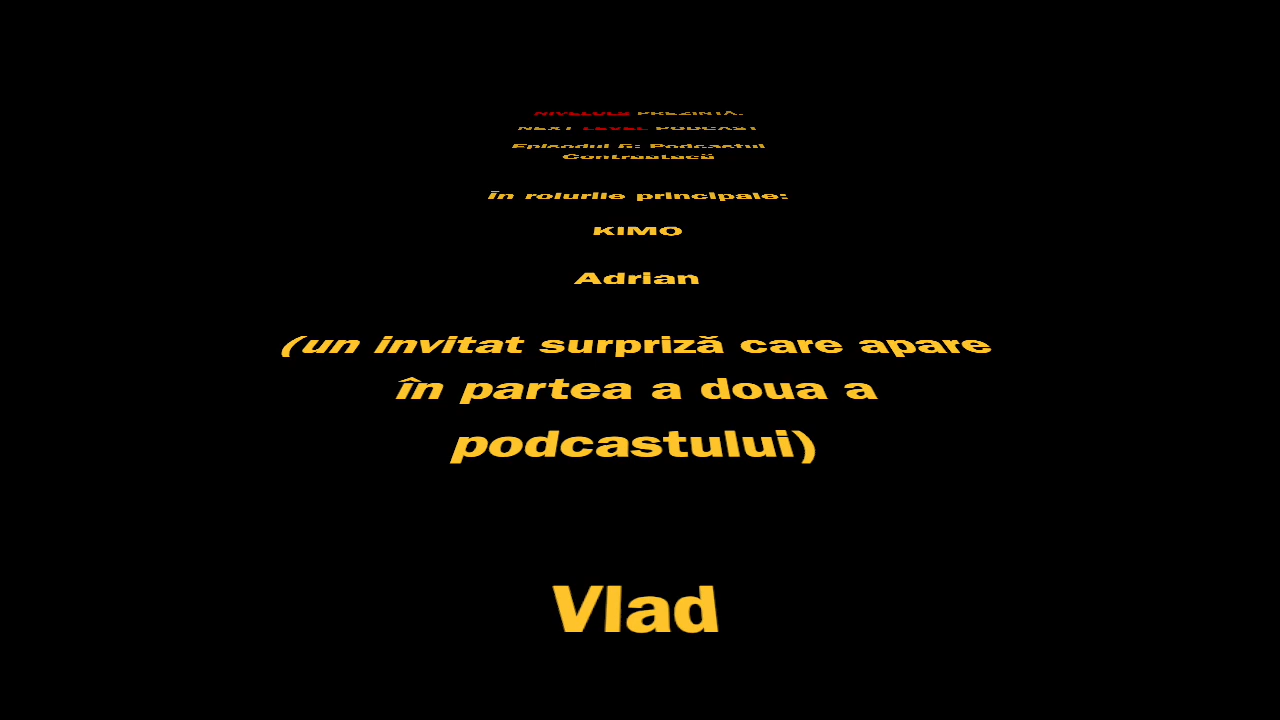 PREZINTĂ:
NEXT LEVEL PODCAST
Episodul 5: Podcastul
Contraatacă
În rolurile principale:
KIMO
Adrian
(un invitat surpriză care apare
în partea a doua a
podcastului)
Vlad